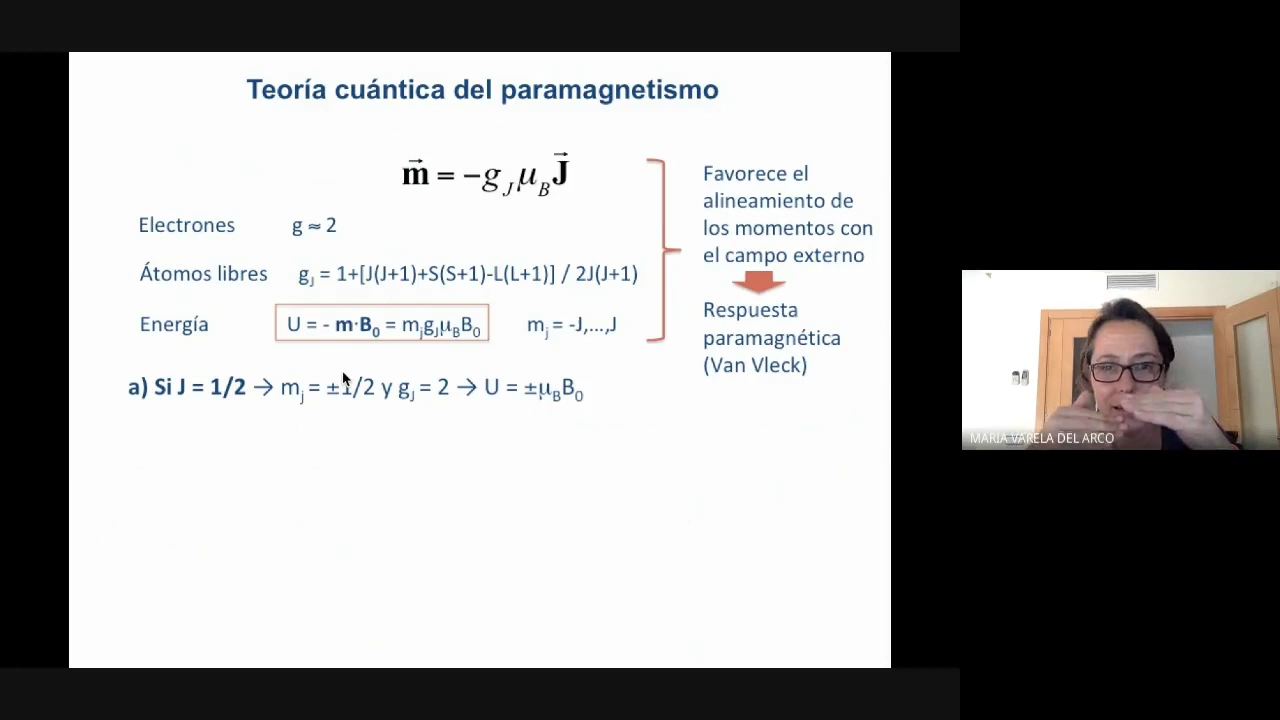 Teoría cuántica del paramagnetismo
m⃗ = −g_J μ_B J⃗
Electrones g ≈ 2
Átomos libres g_J = 1+[J(J+1)+S(S+1)-L(L+1)] / 2J(J+1)
Energía U = - m·B₀ = m_j g_J μ_B B₀ m_j = -J,...,J
Favorece el
alineamiento de
los momentos con
el campo externo
Respuesta
paramagnética
(Van Vleck)
a) Si J = 1/2 → m_j = ±1/2 y g_J = 2 → U = ±μ_B B₀
MARIA VARELA DEL ARCO